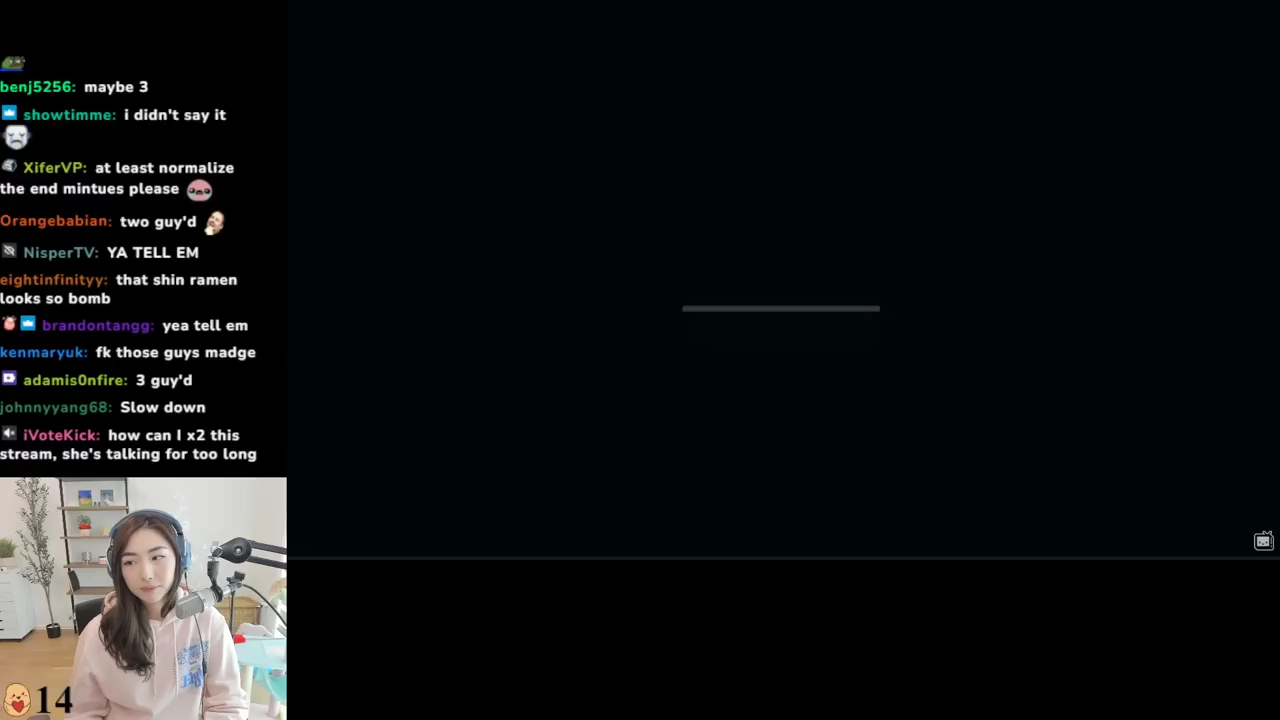 benj5256: maybe 3
showtimme: i didn't say it
XiferVP: at least normalize
the end mintues please
Orangebabian: two guy'd
NisperTV: YA TELL EM
eightinfinityy: that shin ramen
looks so bomb
brandontangg: yea tell em
kenmaryuk: fk those guys madge
adamis0nfire: 3 guy'd
johnnyyang68: Slow down
iVoteKick: how can I x2 this
stream, she's talking for too long
14